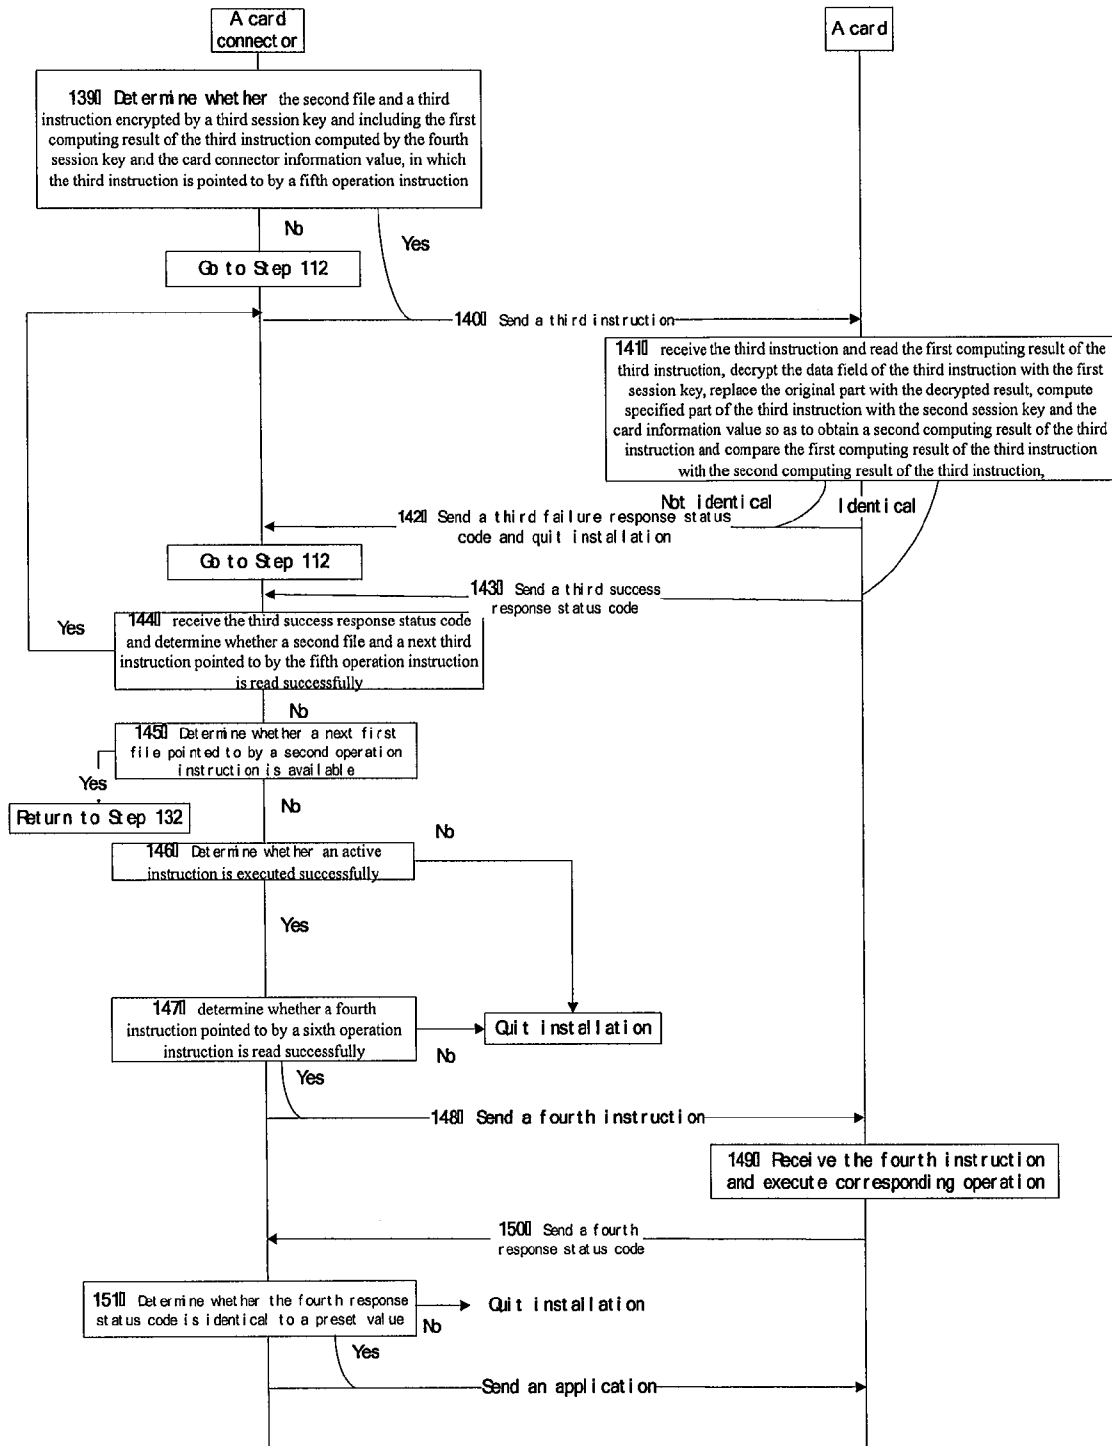 A card
connector
A card
139▯ Determine whether the second file and a third
instruction encrypted by a third session key and including the first
computing result of the third instruction computed by the fourth
session key and the card connector information value, in which
the third instruction is pointed to by a fifth operation instruction
No
Yes
Go to Step 112
140▯ Send a third instruction
141▯ receive the third instruction and read the first computing result of the
third instruction, decrypt the data field of the third instruction with the first
session key, replace the original part with the decrypted result, compute
specified part of the third instruction with the second session key and the
card information value so as to obtain a second computing result of the third
instruction and compare the first computing result of the third instruction
with the second computing result of the third instruction,
Not identical
Identical
142▯ Send a third failure response status
code and quit installation
Go to Step 112
143▯ Send a third success
response status code
Yes
144▯ receive the third success response status code
and determine whether a second file and a next third
instruction pointed to by the fifth operation instruction
is read successfully
No
145▯ Determine whether a next first
file pointed to by a second operation
instruction is available
Yes
Return to Step 132
No
No
146▯ Determine whether an active
instruction is executed successfully
Yes
147▯ determine whether a fourth
instruction pointed to by a sixth operation
instruction is read successfully
No
Quit installation
Yes
148▯ Send a fourth instruction
149▯ Receive the fourth instruction
and execute corresponding operation
150▯ Send a fourth
response status code
151▯ Determine whether the fourth response
status code is identical to a preset value
No
Quit installation
Yes
Send an application